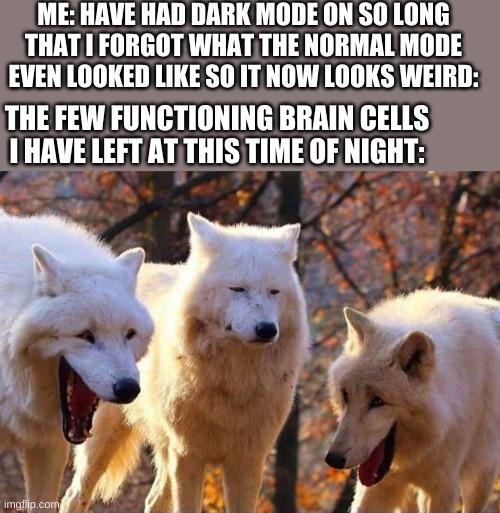 ME: HAVE HAD DARK MODE ON SO LONG
THAT I FORGOT WHAT THE NORMAL MODE
EVEN LOOKED LIKE SO IT NOW LOOKS WEIRD:
THE FEW FUNCTIONING BRAIN CELLS
I HAVE LEFT AT THIS TIME OF NIGHT:
imgflip.com